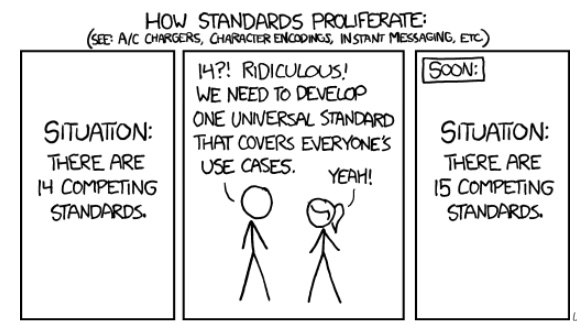 HOW STANDARDS PROLIFERATE:
(SEE: A/C CHARGERS, CHARACTER ENCODINGS, INSTANT MESSAGING, ETC.)
SITUATION:
THERE ARE
14 COMPETING
STANDARDS.
14?! RIDICULOUS!
WE NEED TO DEVELOP
ONE UNIVERSAL STANDARD
THAT COVERS EVERYONE'S
USE CASES.
YEAH!
SOON:
SITUATION:
THERE ARE
15 COMPETING
STANDARDS.